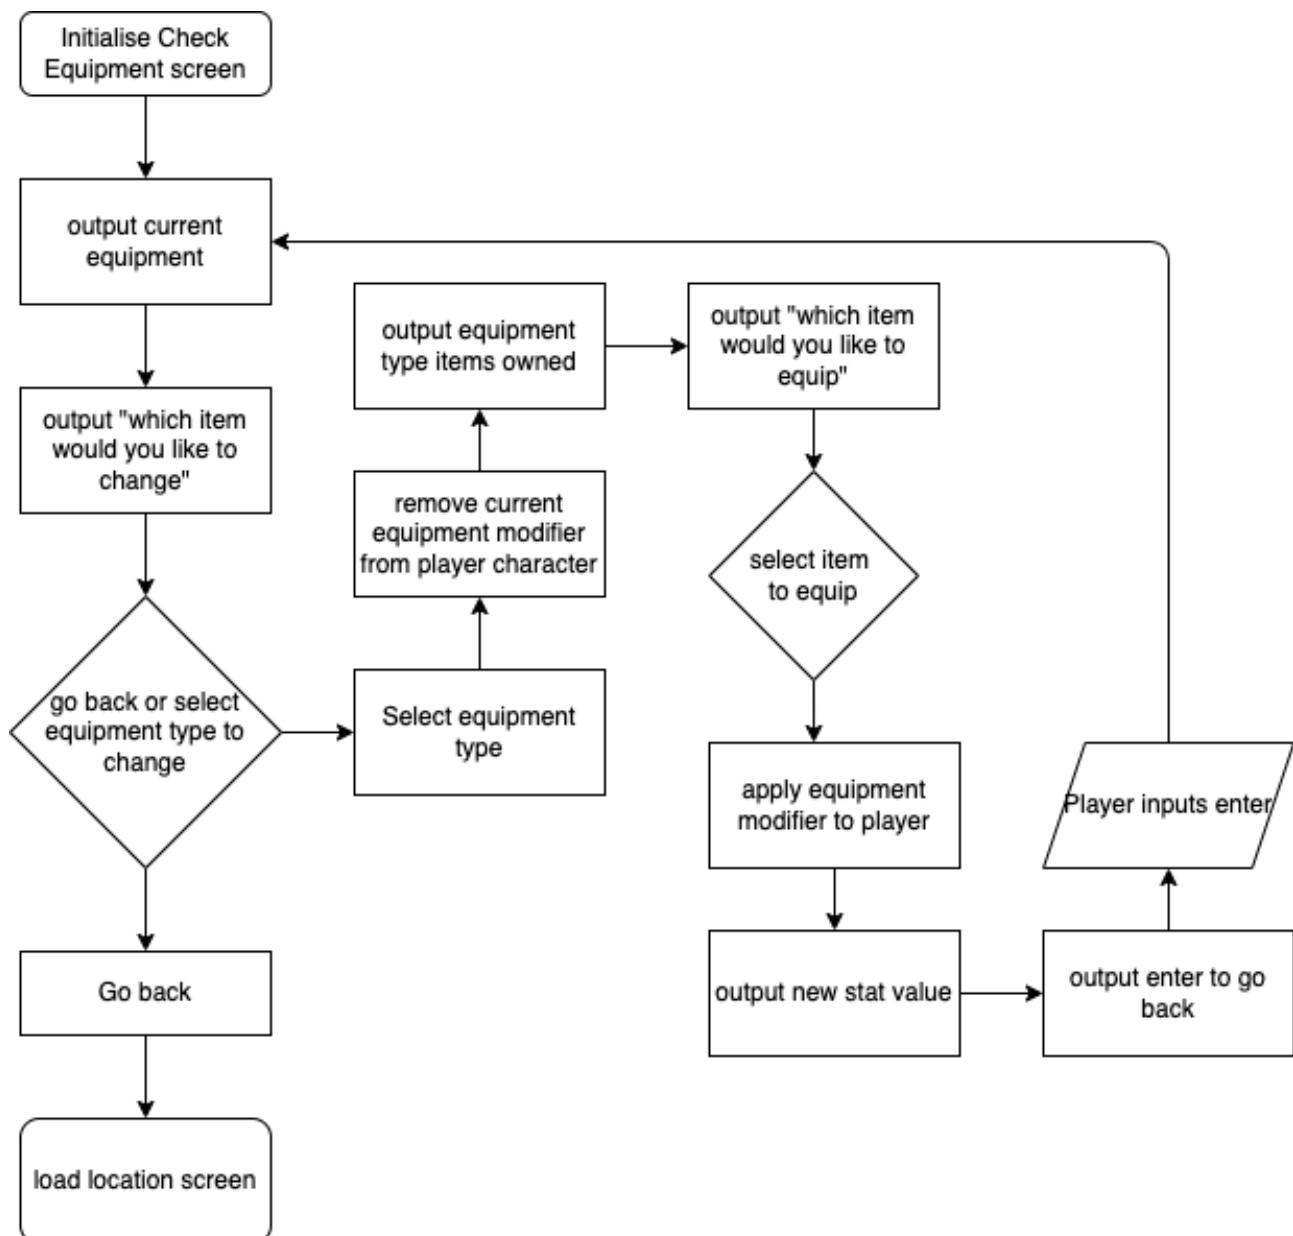 Initialise Check
Equipment screen
output current
equipment
output "which item
would you like to
change"
go back or select
equipment type to
change
Go back
load location screen
Select equipment
type
remove current
equipment modifier
from player character
output equipment
type items owned
output "which item
would you like to
equip"
select item
to equip
apply equipment
modifier to player
output new stat value
output enter to go
back
Player inputs enter